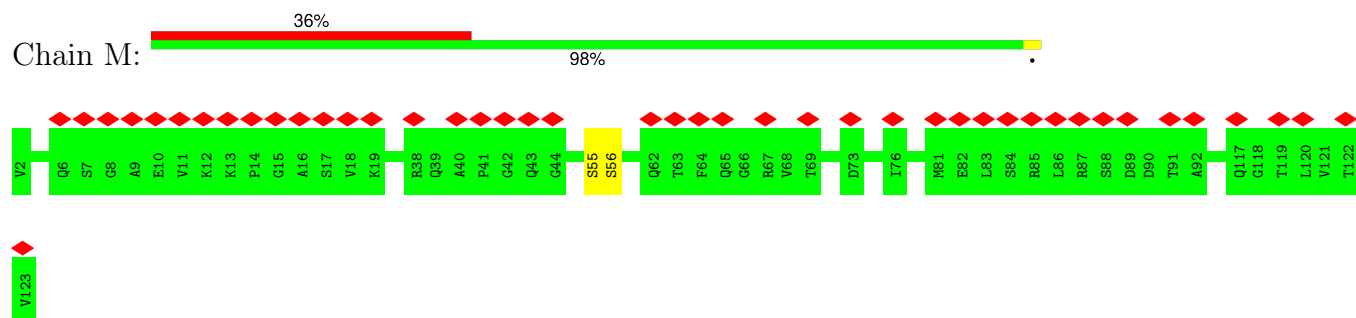 36%
Chain M:
98%
•
V2 Q6 S7 G8 A9 E10 V11 K12 K13 P14 G15 A16 S17 V18 K19 R38 Q39 A40 P41 G42 Q43 G44 S55 S56 Q62 T63 F64 Q65 G66 R67 V68 T69 D73 I76 M81 E82 L83 S84 R85 L86 R87 S88 D89 D90 T91 A92 Q117 G118 T119 L120 V121 T122
V123